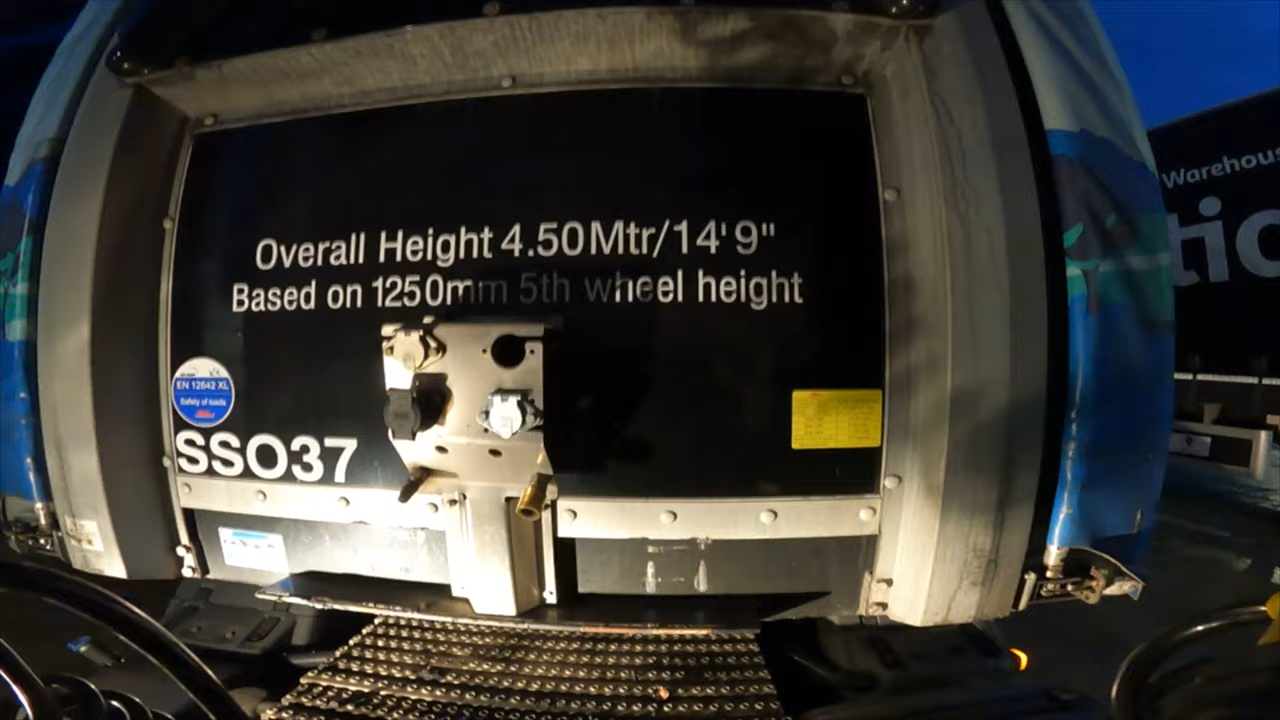 Overall Height 4.50Mtr/14'9"
Based on 1250mm 5th wheel height
EN 12642 XL
Safety of loads
SSO37
Warehous
tic